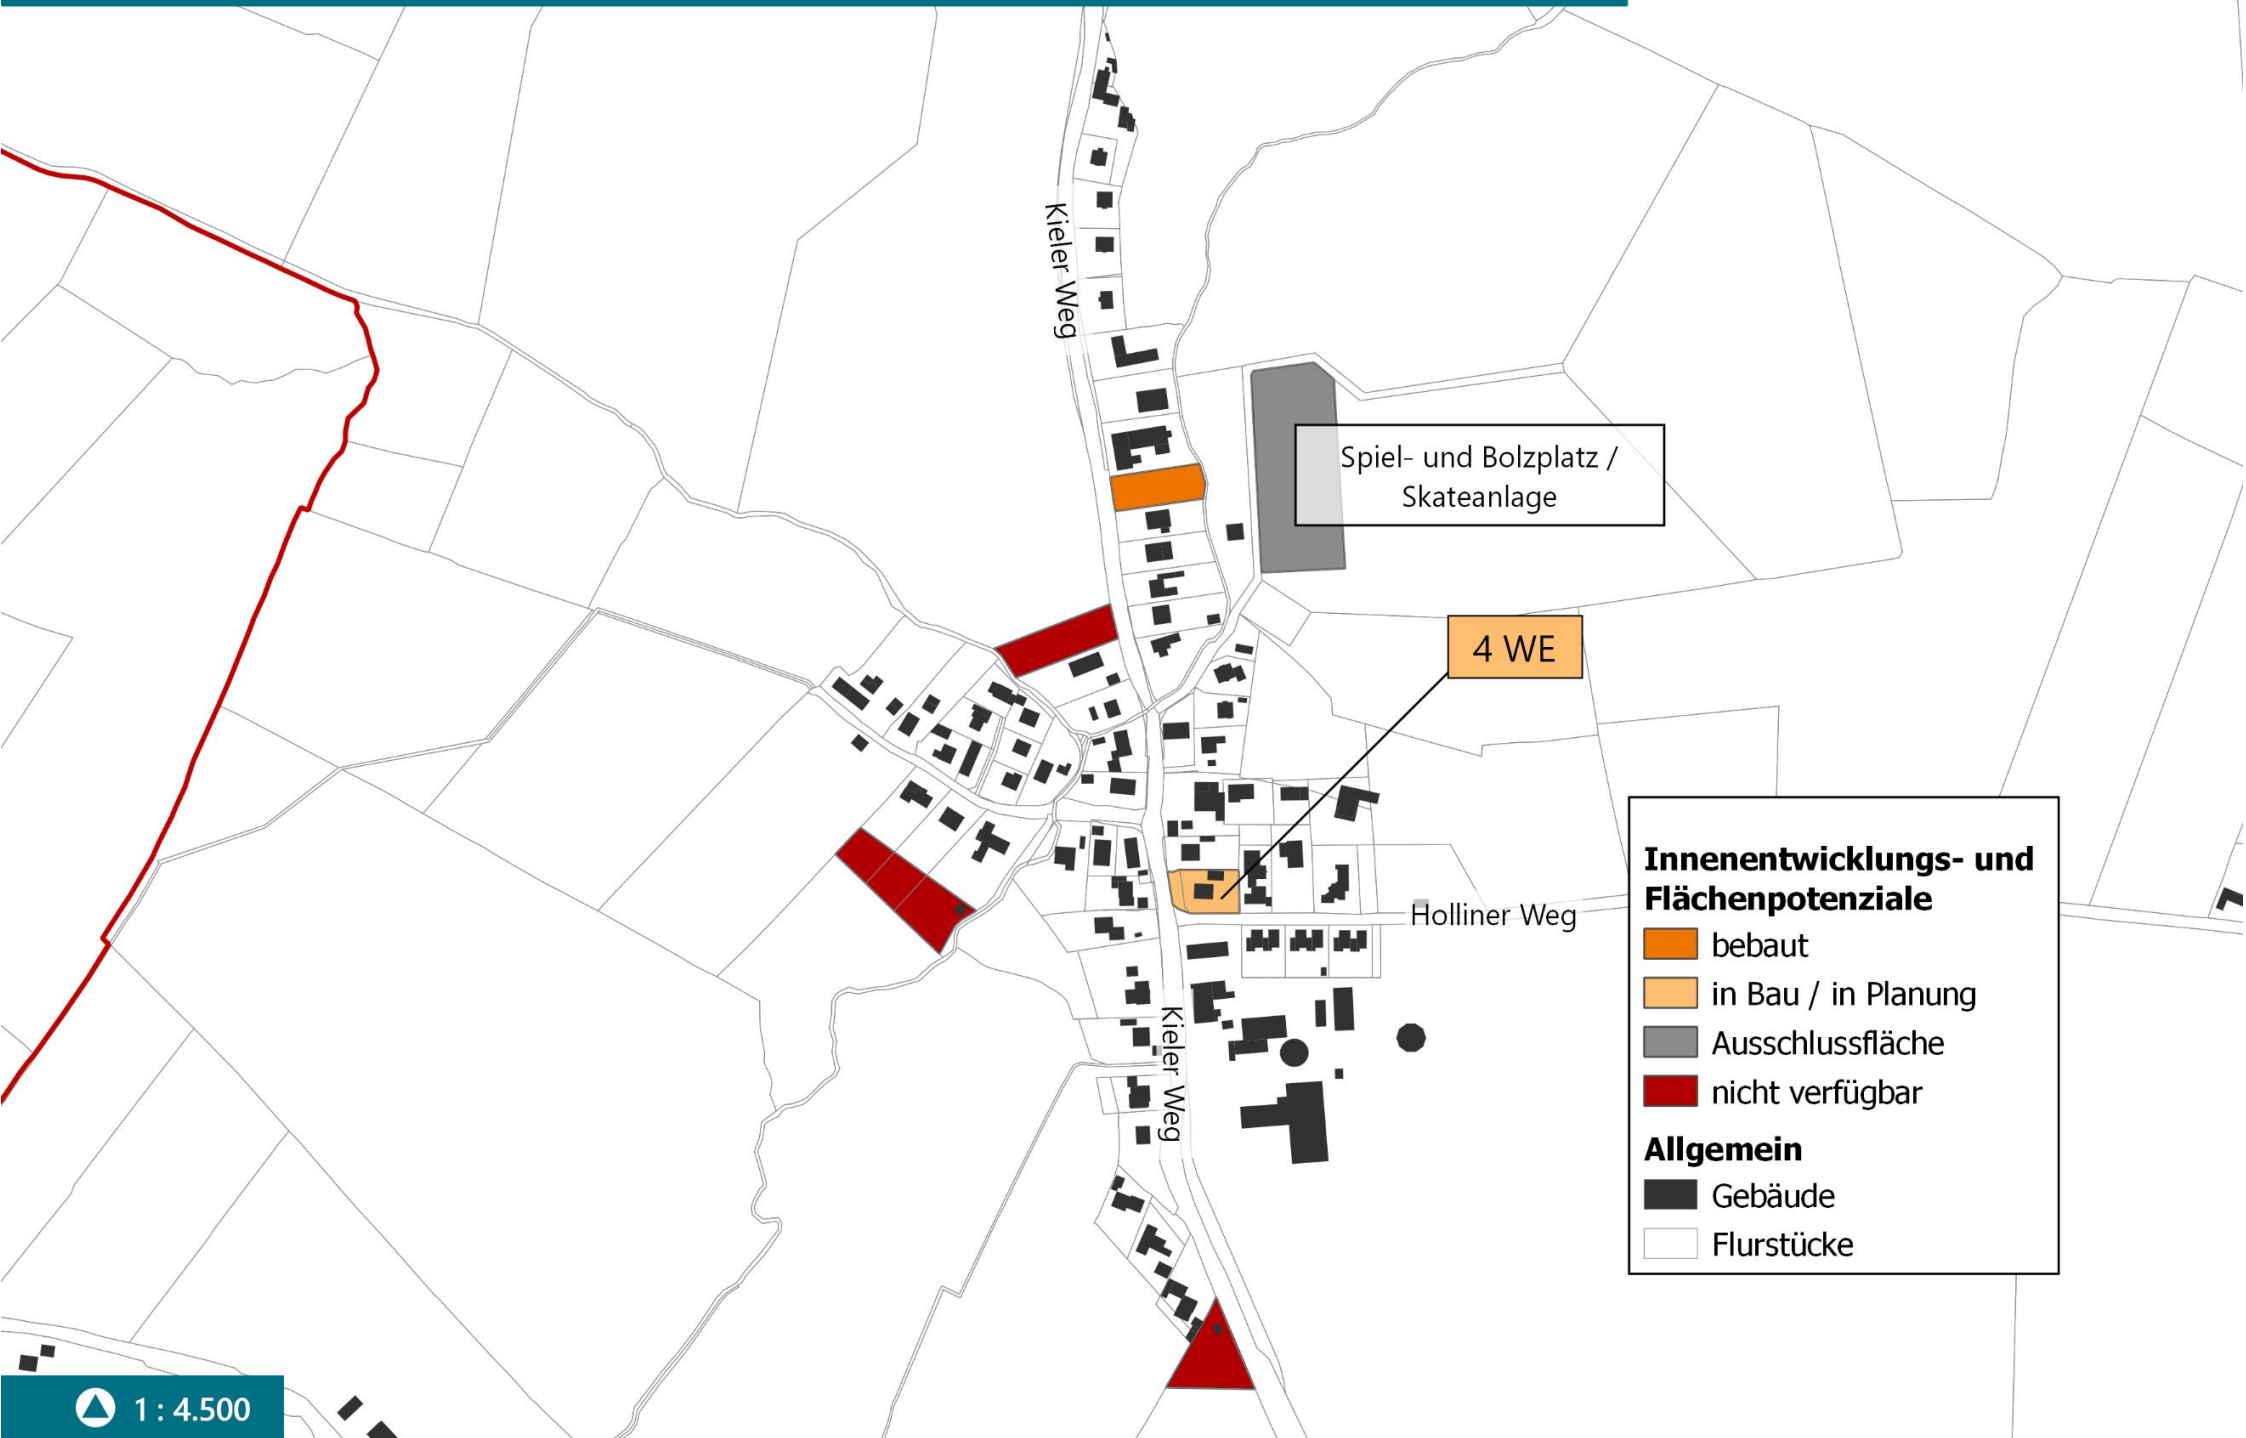 Kieler Weg
Spiel- und Bolzplatz /
Skateanlage
4 WE
Holliner Weg
Kieler Weg
Innenentwicklungs- und
Flächenpotenziale
bebaut
in Bau / in Planung
Ausschlussfläche
nicht verfügbar
Allgemein
Gebäude
Flurstücke
1 : 4.500